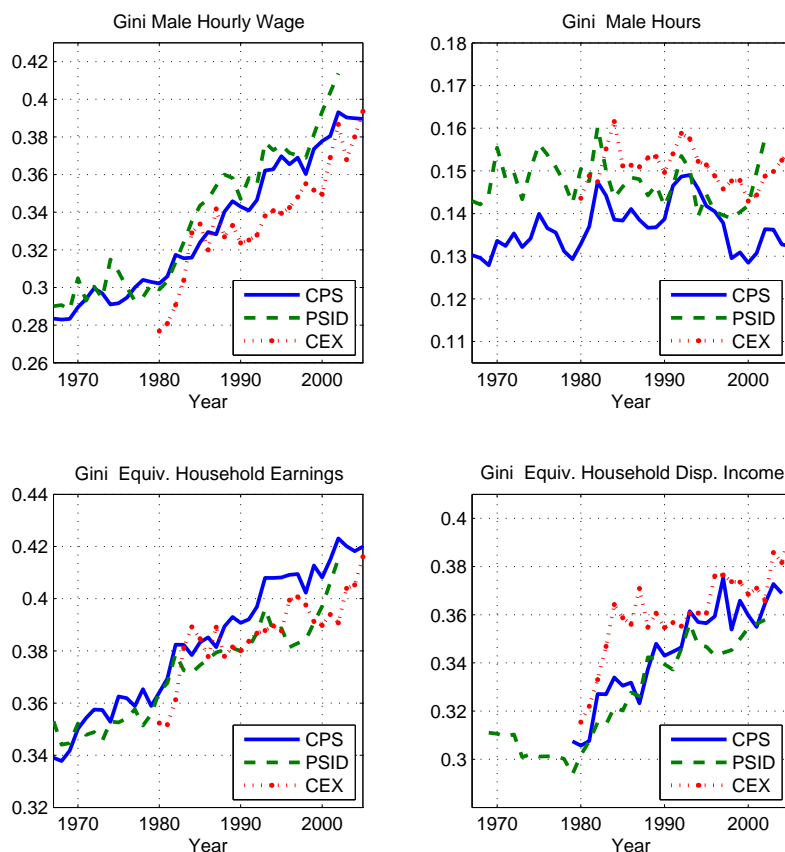 Gini Male Hourly Wage
0.42
0.4
0.38
0.36
0.34
0.32
0.3
0.28
0.26
1970 1980 1990 2000
Year
CPS
PSID
CEX
Gini Male Hours
0.18
0.17
0.16
0.15
0.14
0.13
0.12
0.11
1970 1980 1990 2000
Year
CPS
PSID
CEX
Gini Equiv. Household Earnings
0.44
0.42
0.4
0.38
0.36
0.34
0.32
1970 1980 1990 2000
Year
CPS
PSID
CEX
Gini Equiv. Household Disp. Income
0.4
0.38
0.36
0.34
0.32
0.3
1970 1980 1990 2000
Year
CPS
PSID
CEX